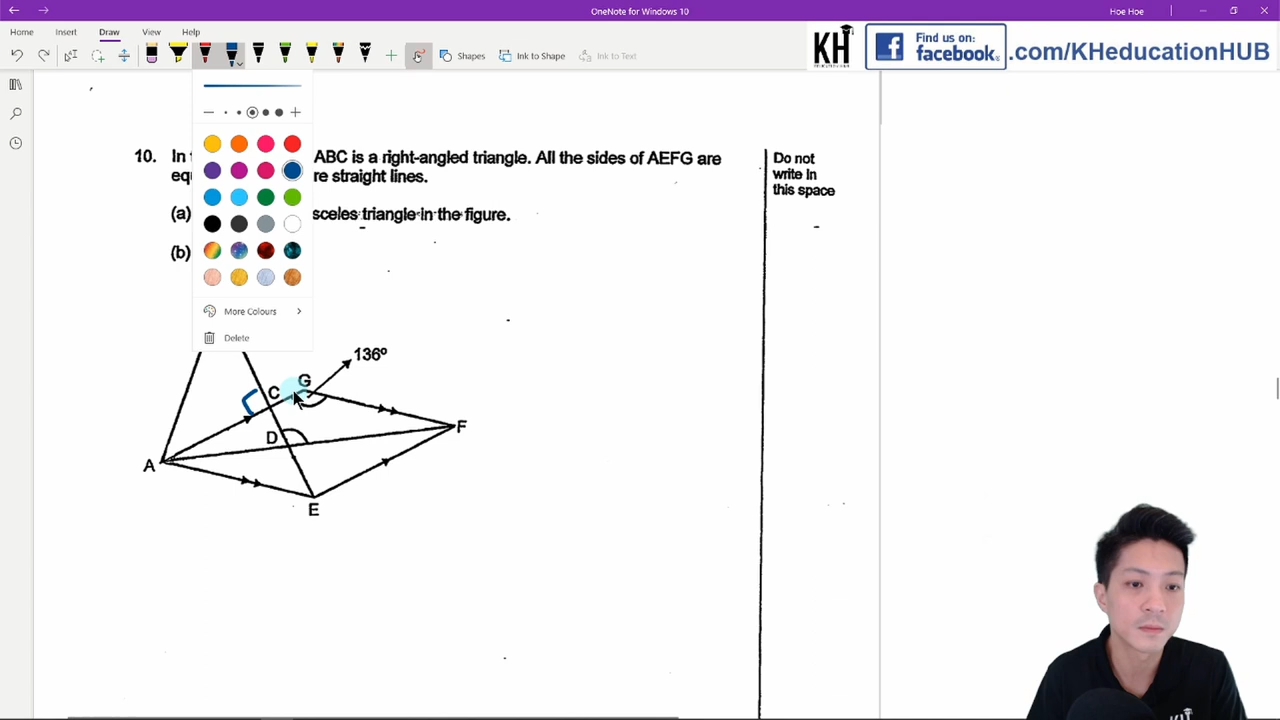 OneNote for Windows 10
Hoe Hoe
Home Insert Draw View Help
Shapes Ink to Shape Ink to Text
KH
Find us on:
facebook. .com/KHeducationHUB
10. In ABC is a right-angled triangle. All the sides of AEFG are
equ re straight lines.
(a) sceles triangle in the figure.
(b)
Do not
write in
this space
More Colours
Delete
136º
C G
D F
A
E